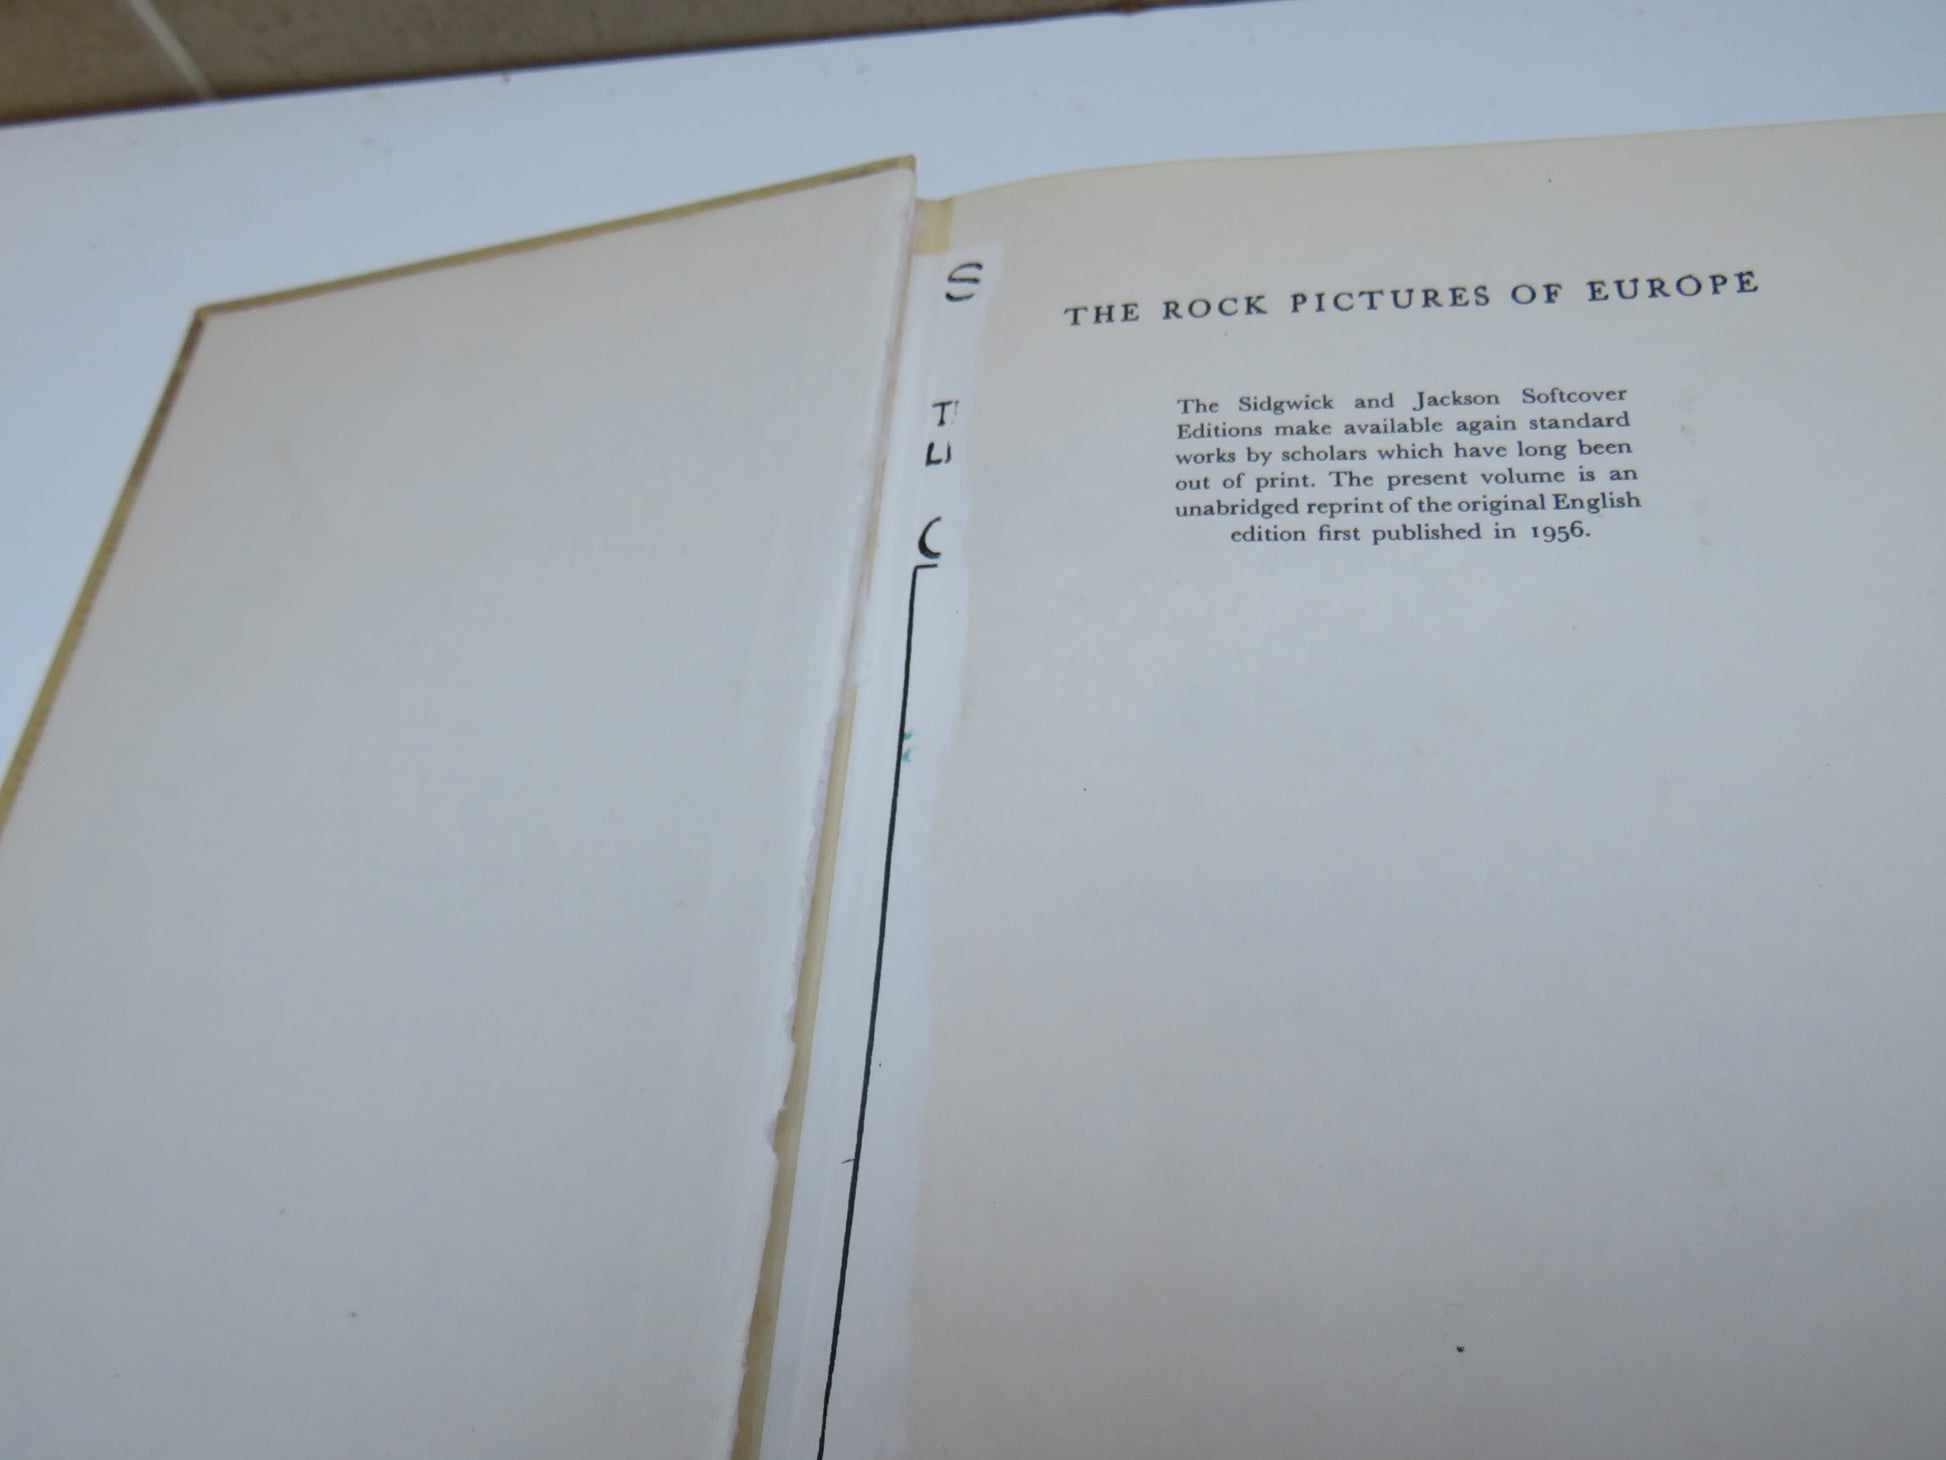 S
T
C
THE ROCK PICTURES OF EUROPE
The Sidgwick and Jackson Softcover
Editions make available again standard
works by scholars which have long been
out of print. The present volume is an
unabridged reprint of the original English
edition first published in 1956.